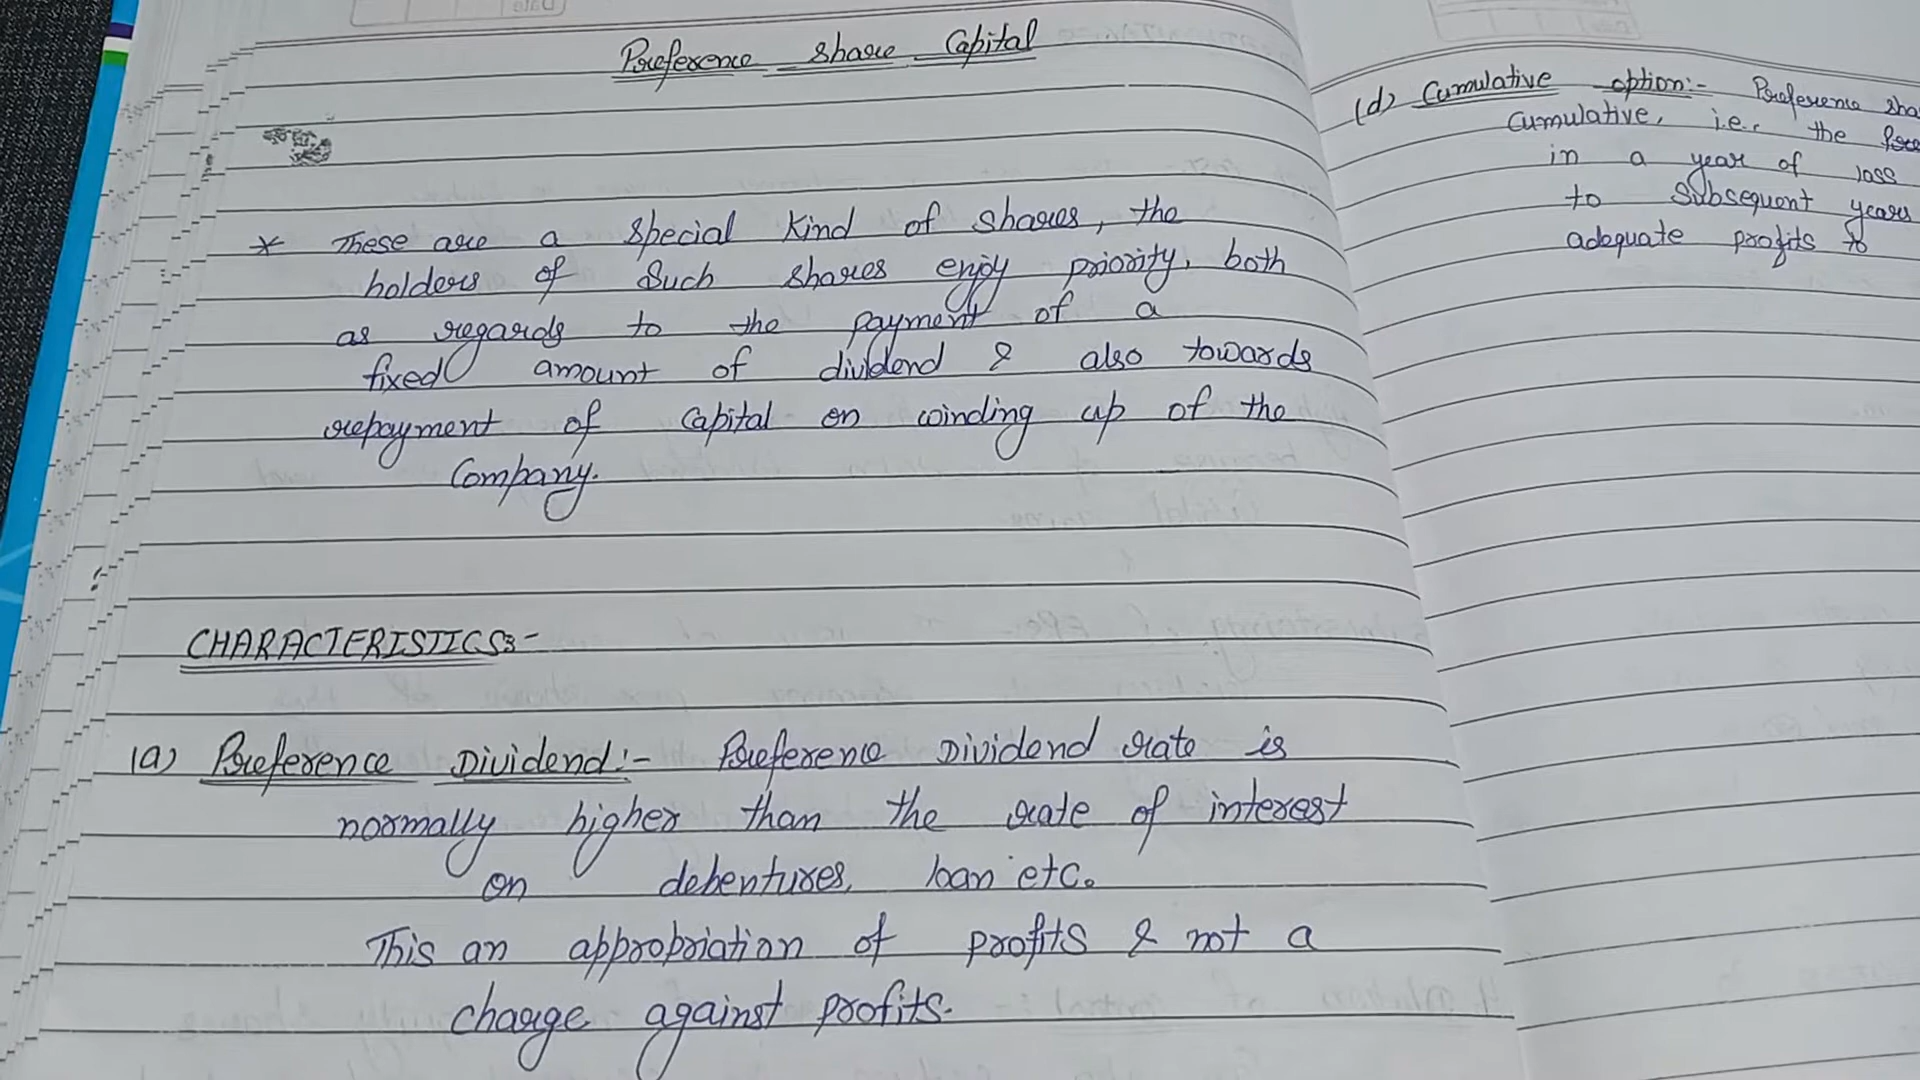 Preference share Capital
* These are a special kind of shares, the
holders of such shares enjoy priority, both
as regards to the payment of a
fixed amount of dividend & also towards
repayment of capital on winding up of the
Company.
CHARACTERISTICS:-
(a) Preference Dividend:- Preference Dividend rate is
normally higher than the rate of interest
on debentures, loan etc.
This an appropriation of profits & not a
charge against profits.
(d) Cumulative option:- Preference sha
Cumulative, i.e., the
in a year of loss
to subsequent years
adequate profits to